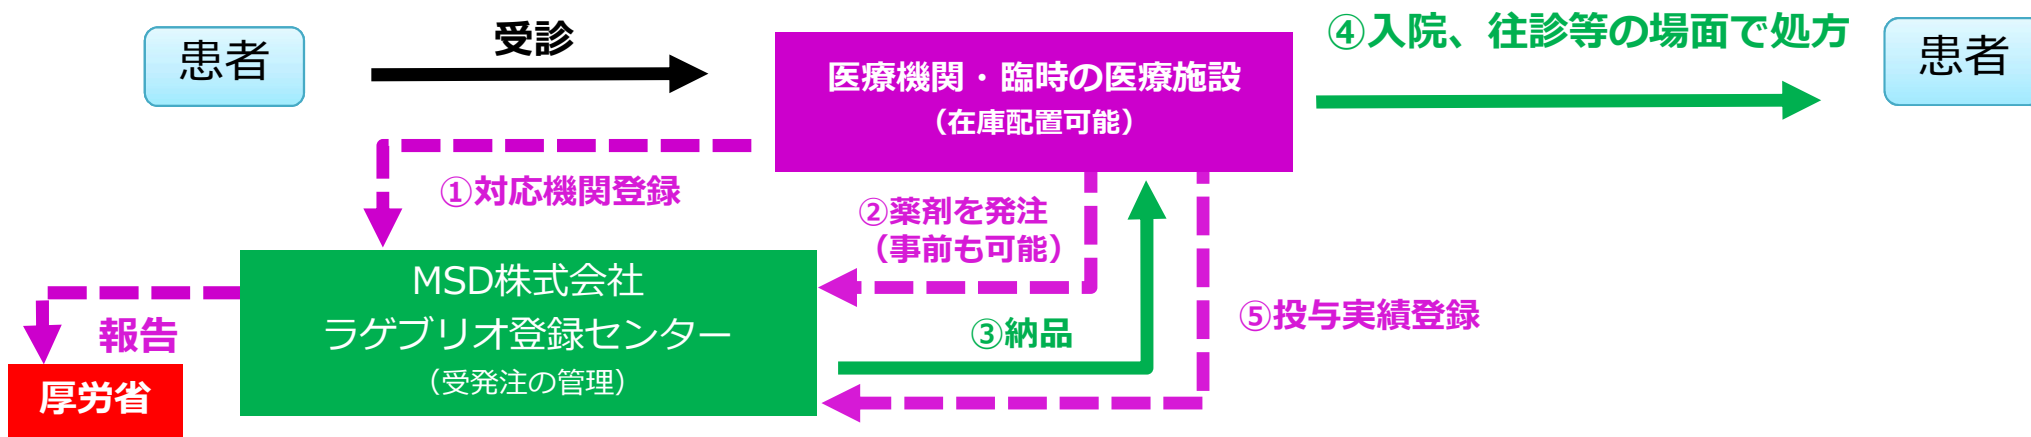 患者
受診
医療機関・臨時の医療施設
（在庫配置可能）
④入院、往診等の場面で処方
患者
①対応機関登録
②薬剤を発注
（事前も可能）
MSD株式会社
ラゲブリオ登録センター
（受発注の管理）
③納品
⑤投与実績登録
報告
厚労省